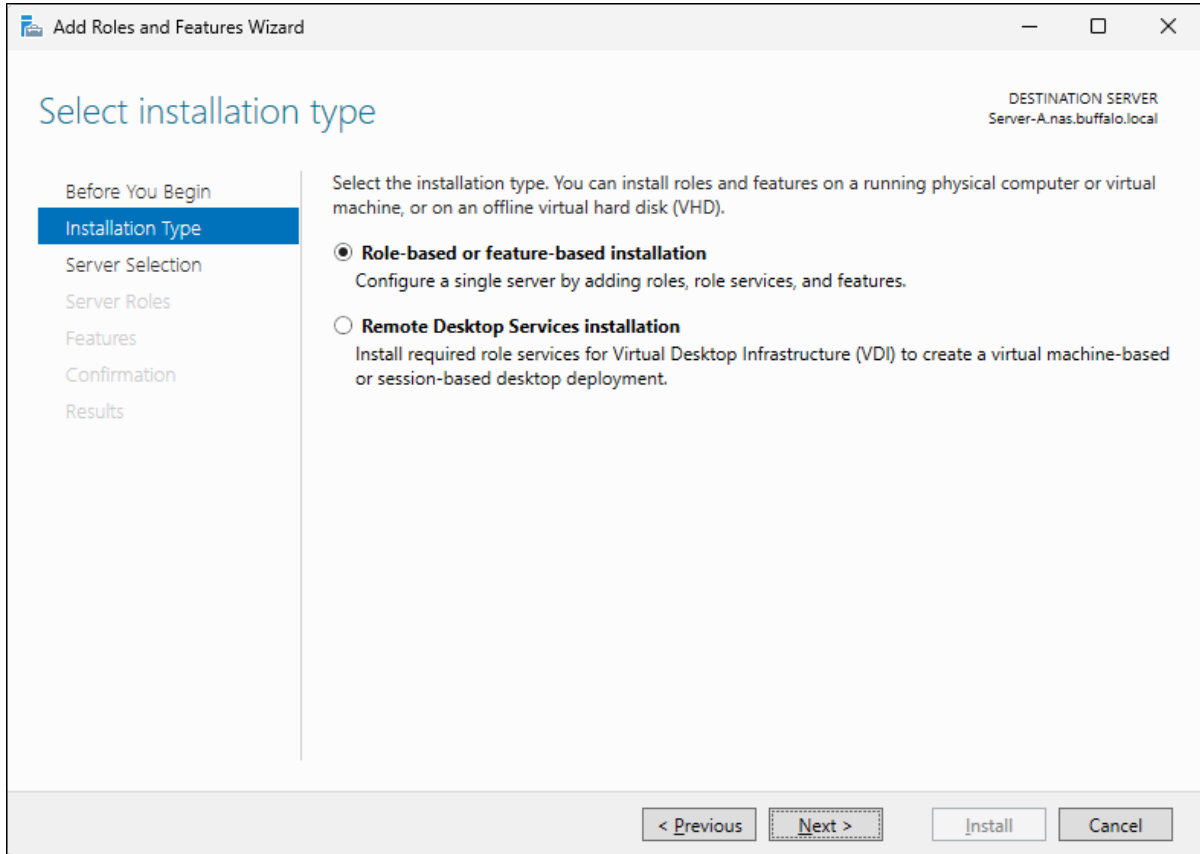 Add Roles and Features Wizard
Select installation type
DESTINATION SERVER
Server-A.nas.buffalo.local
Before You Begin
Installation Type
Server Selection
Server Roles
Features
Confirmation
Results
Select the installation type. You can install roles and features on a running physical computer or virtual
machine, or on an offline virtual hard disk (VHD).
Role-based or feature-based installation
Configure a single server by adding roles, role services, and features.
Remote Desktop Services installation
Install required role services for Virtual Desktop Infrastructure (VDI) to create a virtual machine-based
or session-based desktop deployment.
< Previous
Next >
Install
Cancel